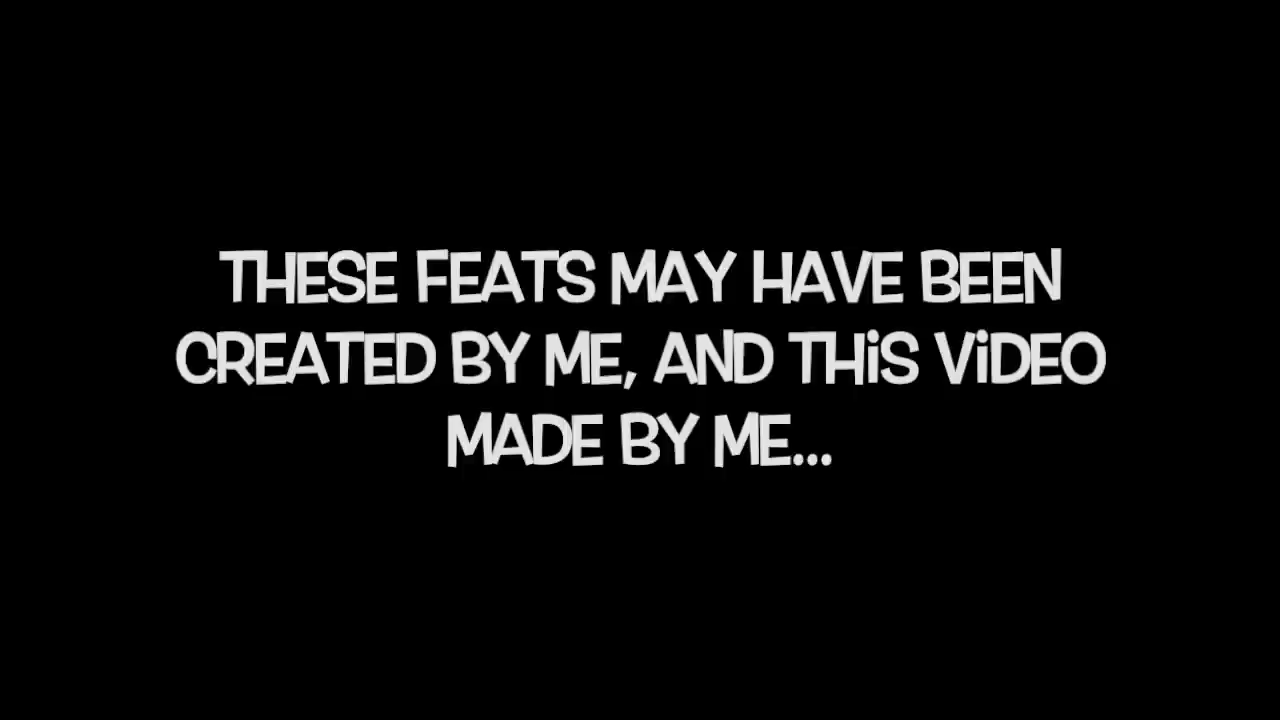 THESE FEATS MAY HAVE BEEN
CREATED BY ME, AND THiS ViDEO
MADE BY ME...